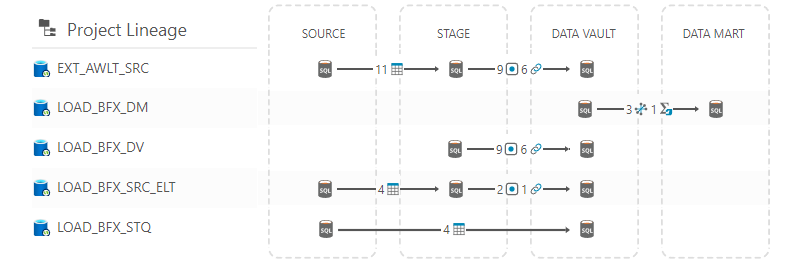 Project Lineage
SOURCE STAGE DATA VAULT DATA MART
EXT_AWLT_SRC SQL 11 SQL 9 6 SQL
LOAD_BFX_DM SQL 3 1 SQL
LOAD_BFX_DV SQL 9 6 SQL
LOAD_BFX_SRC_ELT SQL 4 SQL 2 1 SQL
LOAD_BFX_STQ SQL 4 SQL